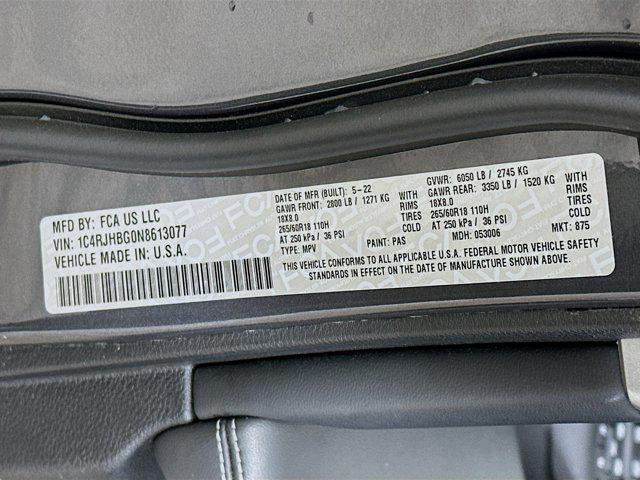 MFD BY: FCA US LLC
VIN: 1C4RJHBG0N8613077
VEHICLE MADE IN: U.S.A.
DATE OF MFR (BUILT): 5-22
GVWR: 6050 LB / 2745 KG
GAWR FRONT: 2800 LB / 1271 KG WITH
GAWR REAR: 3350 LB / 1520 KG WITH
18X8.0 RIMS
18X8.0 RIMS
265/60R18 110H TIRES
265/60R18 110H TIRES
AT 250 kPa / 36 PSI COLD
AT 250 kPa / 36 PSI COLD
TYPE: MPV PAINT: PAS MDH: 053006 MKT: 875
THIS VEHICLE CONFORMS TO ALL APPLICABLE U.S.A. FEDERAL MOTOR VEHICLE SAFETY
STANDARDS IN EFFECT ON THE DATE OF MANUFACTURE SHOWN ABOVE.